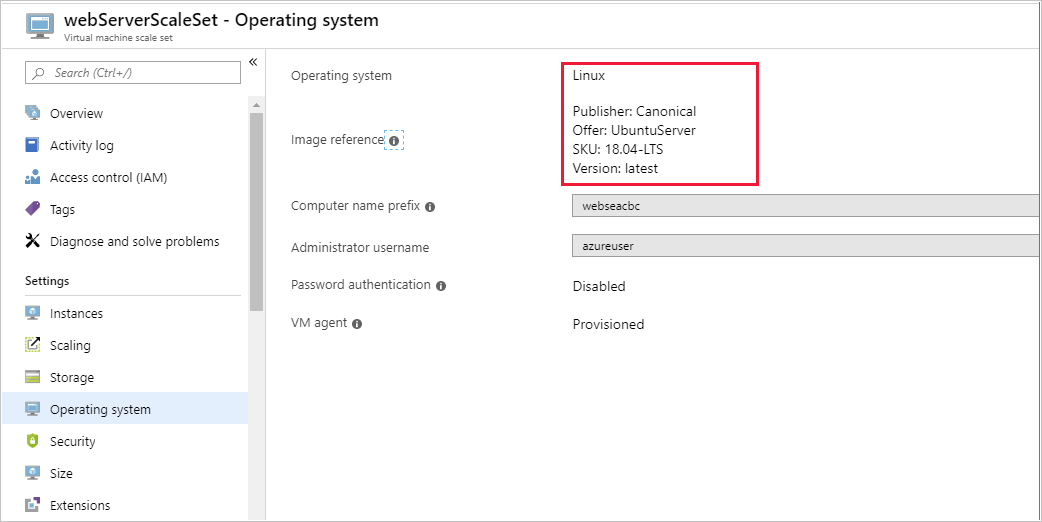 webServerScaleSet - Operating system
Virtual machine scale set
Search (Ctrl+/)
«
Overview
Activity log
Access control (IAM)
Tags
Diagnose and solve problems
Settings
Instances
Scaling
Storage
Operating system
Security
Size
Extensions
Operating system
Linux
Image reference
Publisher: Canonical
Offer: UbuntuServer
SKU: 18.04-LTS
Version: latest
Computer name prefix
webseacbc
Administrator username
azureuser
Password authentication
Disabled
VM agent
Provisioned